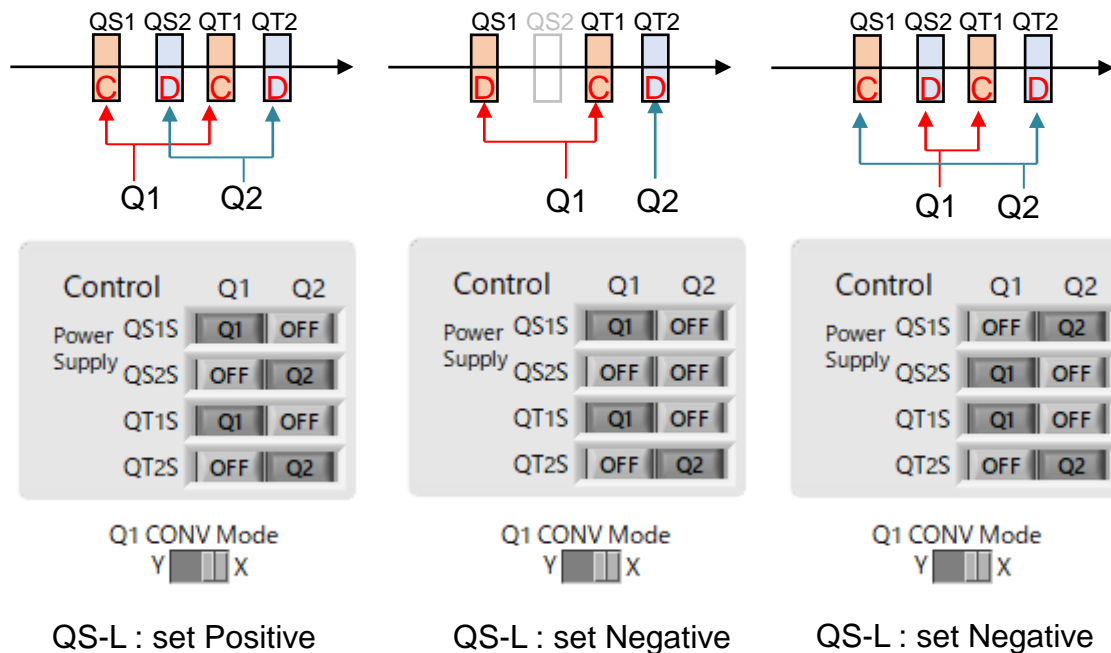 QS1 QS2 QT1 QT2
C D C D
Q1 Q2
Control Q1 Q2
Power Supply
QS1S Q1 OFF
QS2S OFF Q2
QT1S Q1 OFF
QT2S OFF Q2
Q1 CONV Mode
Y X
QS-L : set Positive
QS1 QS2 QT1 QT2
D C D
Q1 Q2
Control Q1 Q2
Power Supply
QS1S Q1 OFF
QS2S OFF OFF
QT1S Q1 OFF
QT2S OFF Q2
Q1 CONV Mode
Y X
QS-L : set Negative
QS1 QS2 QT1 QT2
C D C D
Q1 Q2
Control Q1 Q2
Power Supply
QS1S OFF Q2
QS2S Q1 OFF
QT1S Q1 OFF
QT2S OFF Q2
Q1 CONV Mode
Y X
QS-L : set Negative